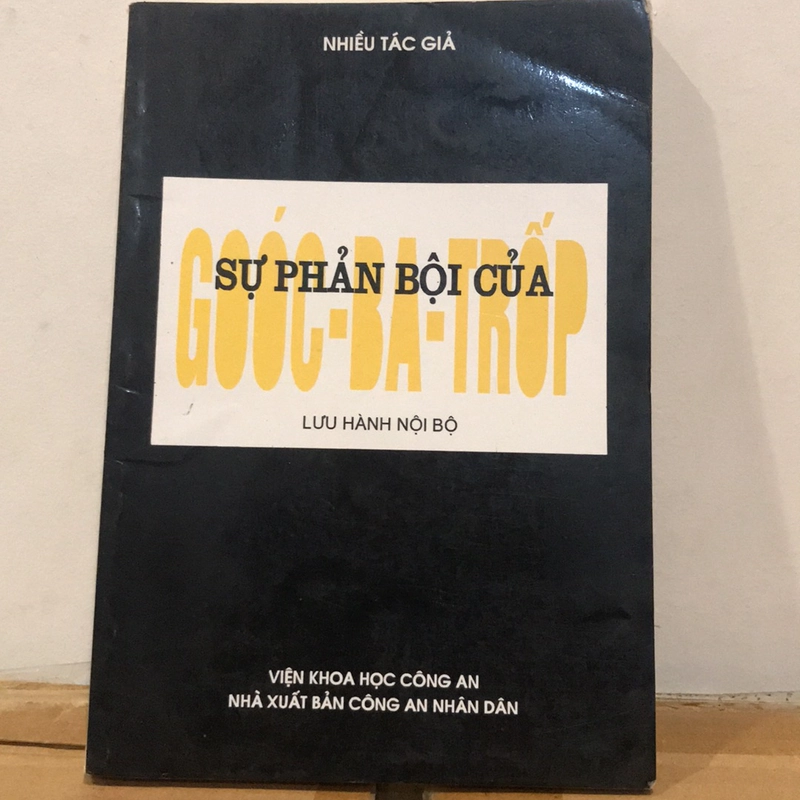 NHIỀU TÁC GIẢ
SỰ PHẢN BỘI CỦA
GOÓC-BA-TRỐP
LƯU HÀNH NỘI BỘ
VIỆN KHOA HỌC CÔNG AN
NHÀ XUẤT BẢN CÔNG AN NHÂN DÂN